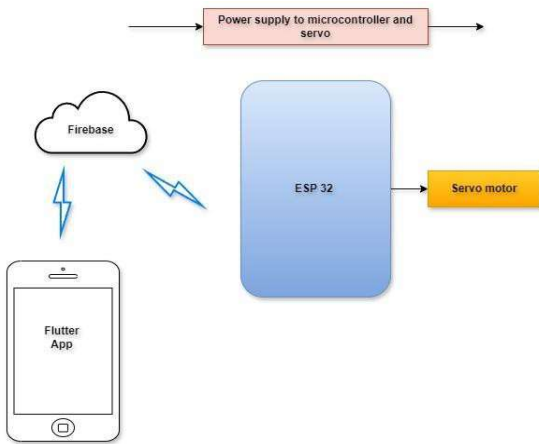 Power supply to microcontroller and
servo
Firebase
ESP 32
Servo motor
Flutter
App